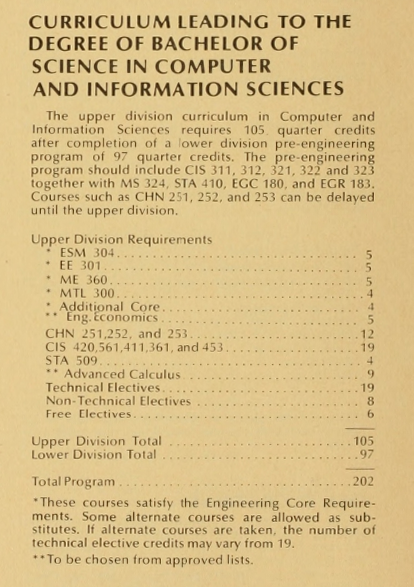 CURRICULUM LEADING TO THE
DEGREE OF BACHELOR OF
SCIENCE IN COMPUTER
AND INFORMATION SCIENCES
The upper division curriculum in Computer and
Information Sciences requires 105 quarter credits
after completion of a lower division pre-engineering
program of 97 quarter credits. The pre-engineering
program should include CIS 311, 312, 321, 322 and 323
together with MS 324, STA 410, EGC 180, and EGR 183.
Courses such as CHN 251, 252, and 253 can be delayed
until the upper division.
Upper Division Requirements
* ESM 304 5
* EE 301 5
* ME 360 5
* MTL 300 4
* Additional Core 4
** Eng.Economics 5
CHN 251,252, and 253 12
CIS 420,561,411,361, and 453 19
STA 509 4
** Advanced Calculus 9
Technical Electives 19
Non-Technical Electives 8
Free Electives 6
Upper Division Total 105
Lower Division Total 97
Total Program 202
*These courses satisfy the Engineering Core Require-
ments. Some alternate courses are allowed as sub-
stitutes. If alternate courses are taken, the number of
technical elective credits may vary from 19.
**To be chosen from approved lists.